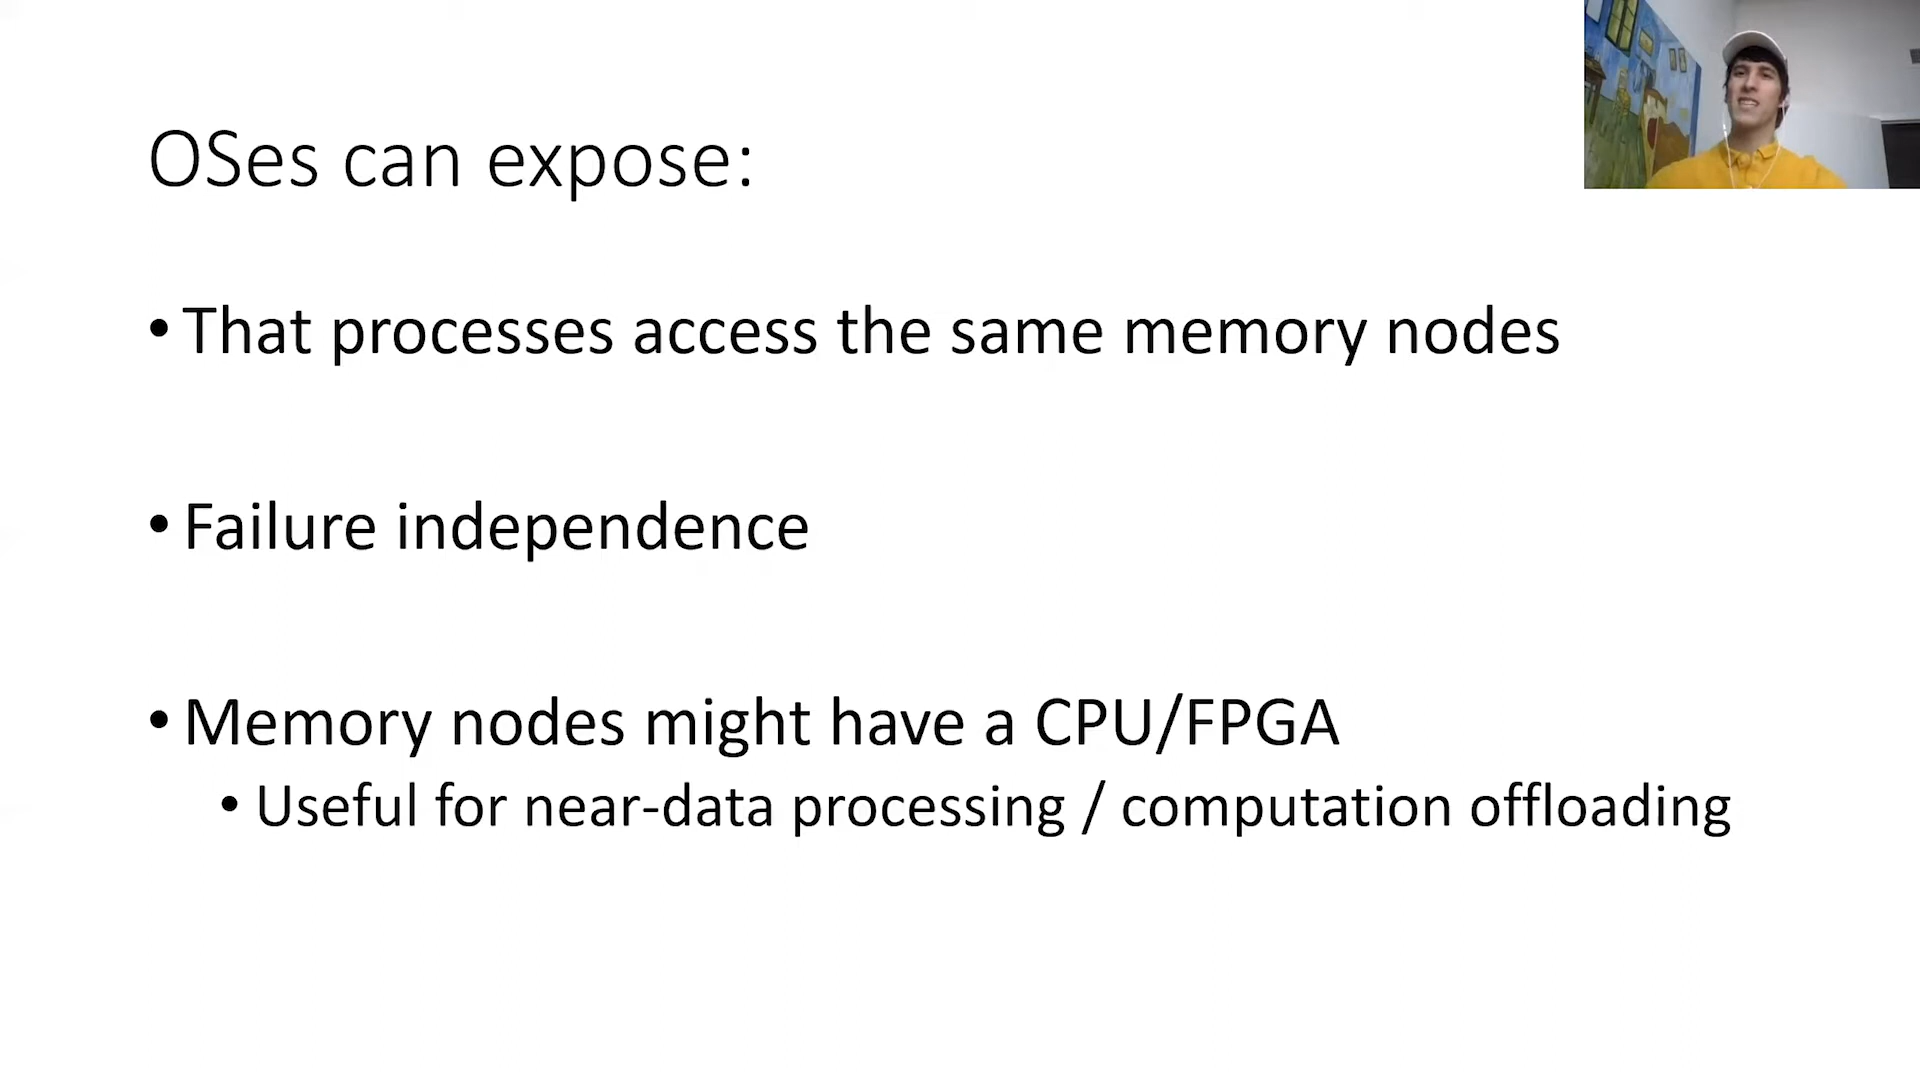 OSes can expose:
• That processes access the same memory nodes
• Failure independence
• Memory nodes might have a CPU/FPGA
• Useful for near-data processing / computation offloading